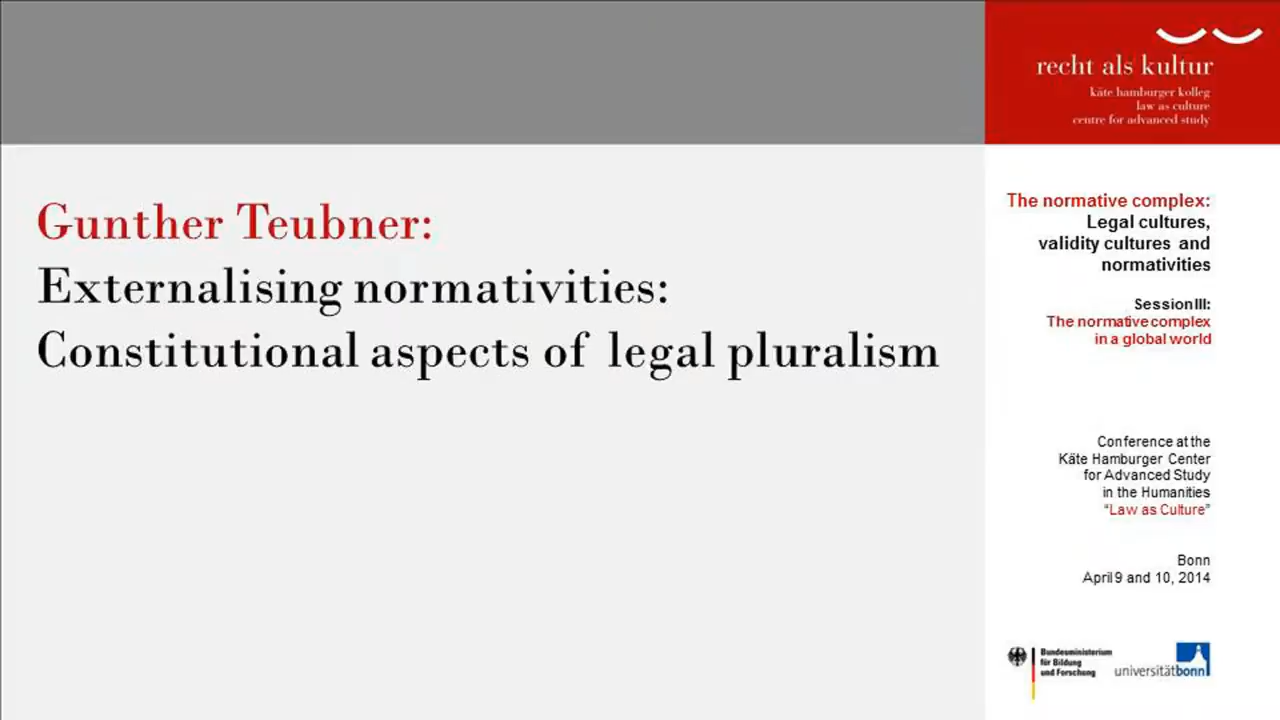 Gunther Teubner:
Externalising normativities:
Constitutional aspects of legal pluralism
recht als kultur
käte hamburger kolleg
law as culture
centre for advanced study
The normative complex:
Legal cultures,
validity cultures and
normativities
Session III:
The normative complex
in a global world
Conference at the
Käte Hamburger Center
for Advanced Study
in the Humanities
“Law as Culture”
Bonn
April 9 and 10, 2014
Bundesministerium
für Bildung
und Forschung
universitätbonn